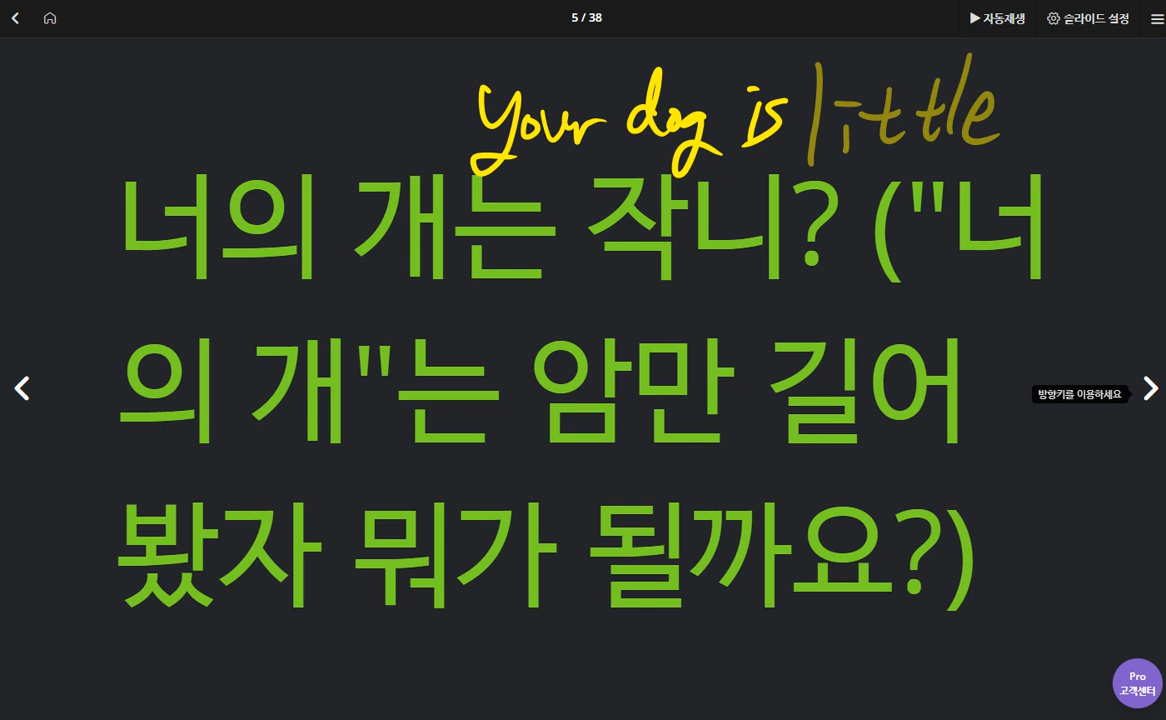 5 / 38
▶ 자동재생
슬라이드 설정
your dog is little
너의 개는 작니? ("너
의 개"는 암만 길어
봤자 뭐가 될까요?)
방향키를 이용하세요
Pro
고객센터